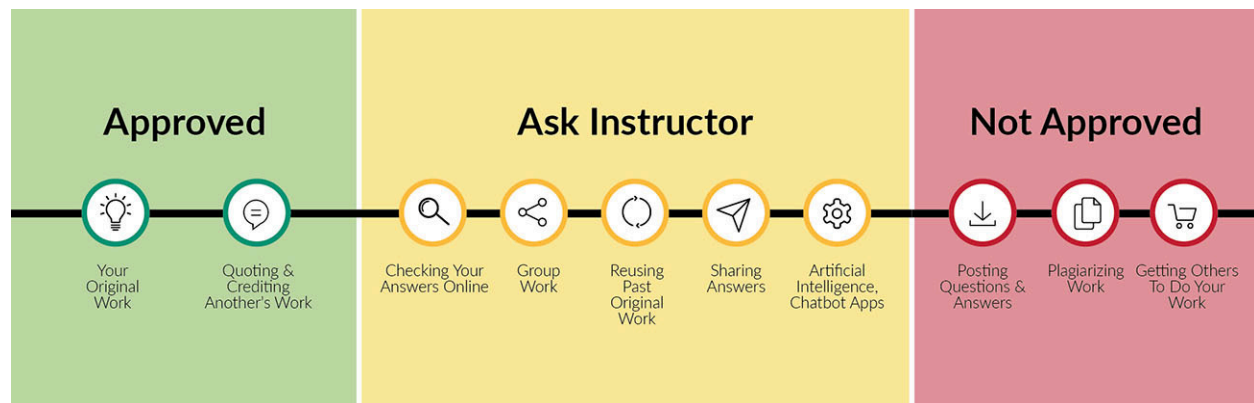 Approved
Your
Original
Work
Quoting &
Crediting
Another's Work
Ask Instructor
Checking Your
Answers Online
Group
Work
Reusing
Past
Original
Work
Sharing
Answers
Artificial
Intelligence,
Chatbot Apps
Not Approved
Posting
Questions &
Answers
Plagiarizing
Work
Getting Others
To Do Your
Work